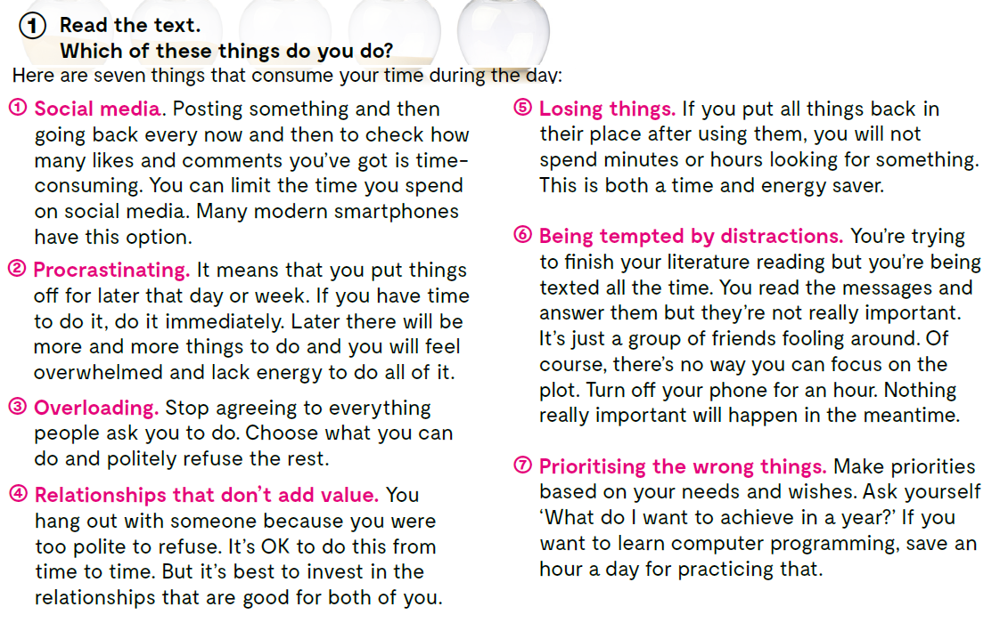 ① Read the text.
Which of these things do you do?
Here are seven things that consume your time during the day:
① Social media. Posting something and then
going back every now and then to check how
many likes and comments you've got is time-
consuming. You can limit the time you spend
on social media. Many modern smartphones
have this option.
② Procrastinating. It means that you put things
off for later that day or week. If you have time
to do it, do it immediately. Later there will be
more and more things to do and you will feel
overwhelmed and lack energy to do all of it.
③ Overloading. Stop agreeing to everything
people ask you to do. Choose what you can
do and politely refuse the rest.
④ Relationships that don't add value. You
hang out with someone because you were
too polite to refuse. It's OK to do this from
time to time. But it's best to invest in the
relationships that are good for both of you.
⑤ Losing things. If you put all things back in
their place after using them, you will not
spend minutes or hours looking for something.
This is both a time and energy saver.
⑥ Being tempted by distractions. You're trying
to finish your literature reading but you're being
texted all the time. You read the messages and
answer them but they're not really important.
It's just a group of friends fooling around. Of
course, there's no way you can focus on the
plot. Turn off your phone for an hour. Nothing
really important will happen in the meantime.
⑦ Prioritising the wrong things. Make priorities
based on your needs and wishes. Ask yourself
‘What do I want to achieve in a year?’ If you
want to learn computer programming, save an
hour a day for practicing that.